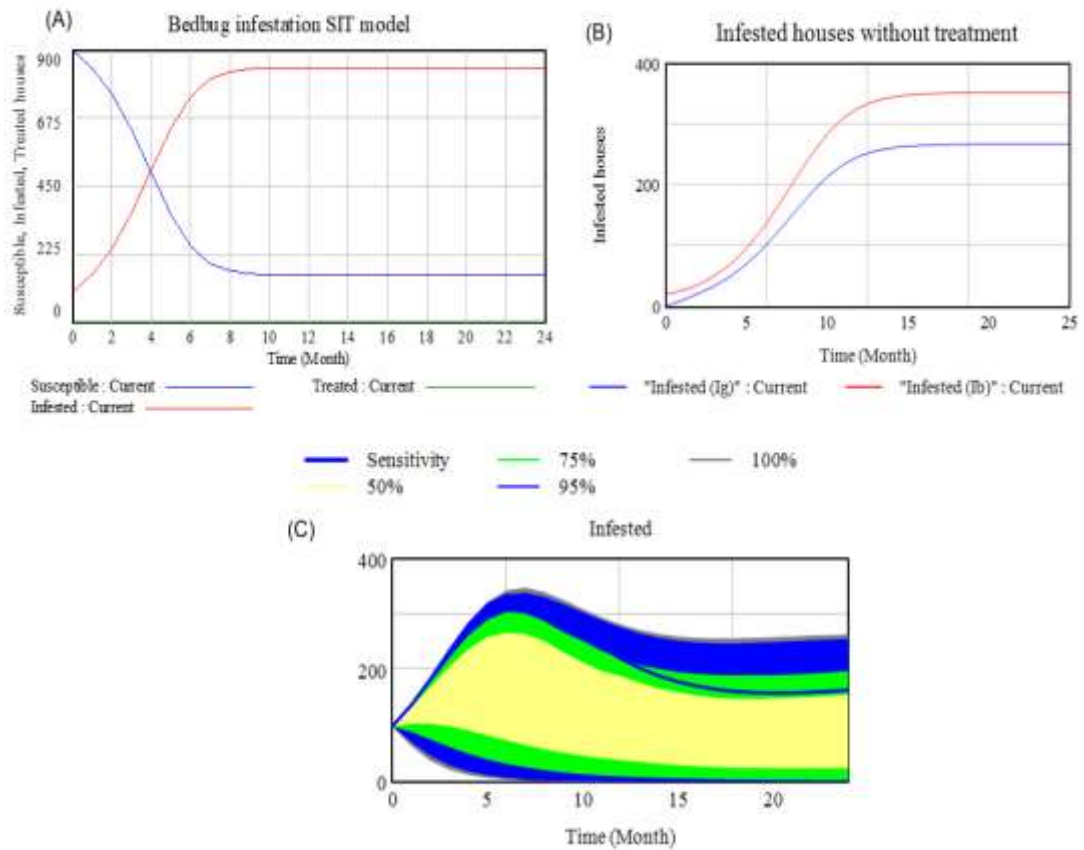 (A)
Bedbug infestation SIT model
Susceptible, Infested, Treated houses
900
675
450
225
0
0 2 4 6 8 10 12 14 16 18 20 22 24
Time (Month)
Susceptible : Current
Treated : Current
Infested : Current
(B)
Infested houses without treatment
Infested houses
400
200
0
0 5 10 15 20 25
Time (Month)
"Infested (Ig)" : Current
"Infested (Ib)" : Current
Sensitivity
75%
100%
50%
95%
(C)
Infested
400
200
0
0 5 10 15 20
Time (Month)